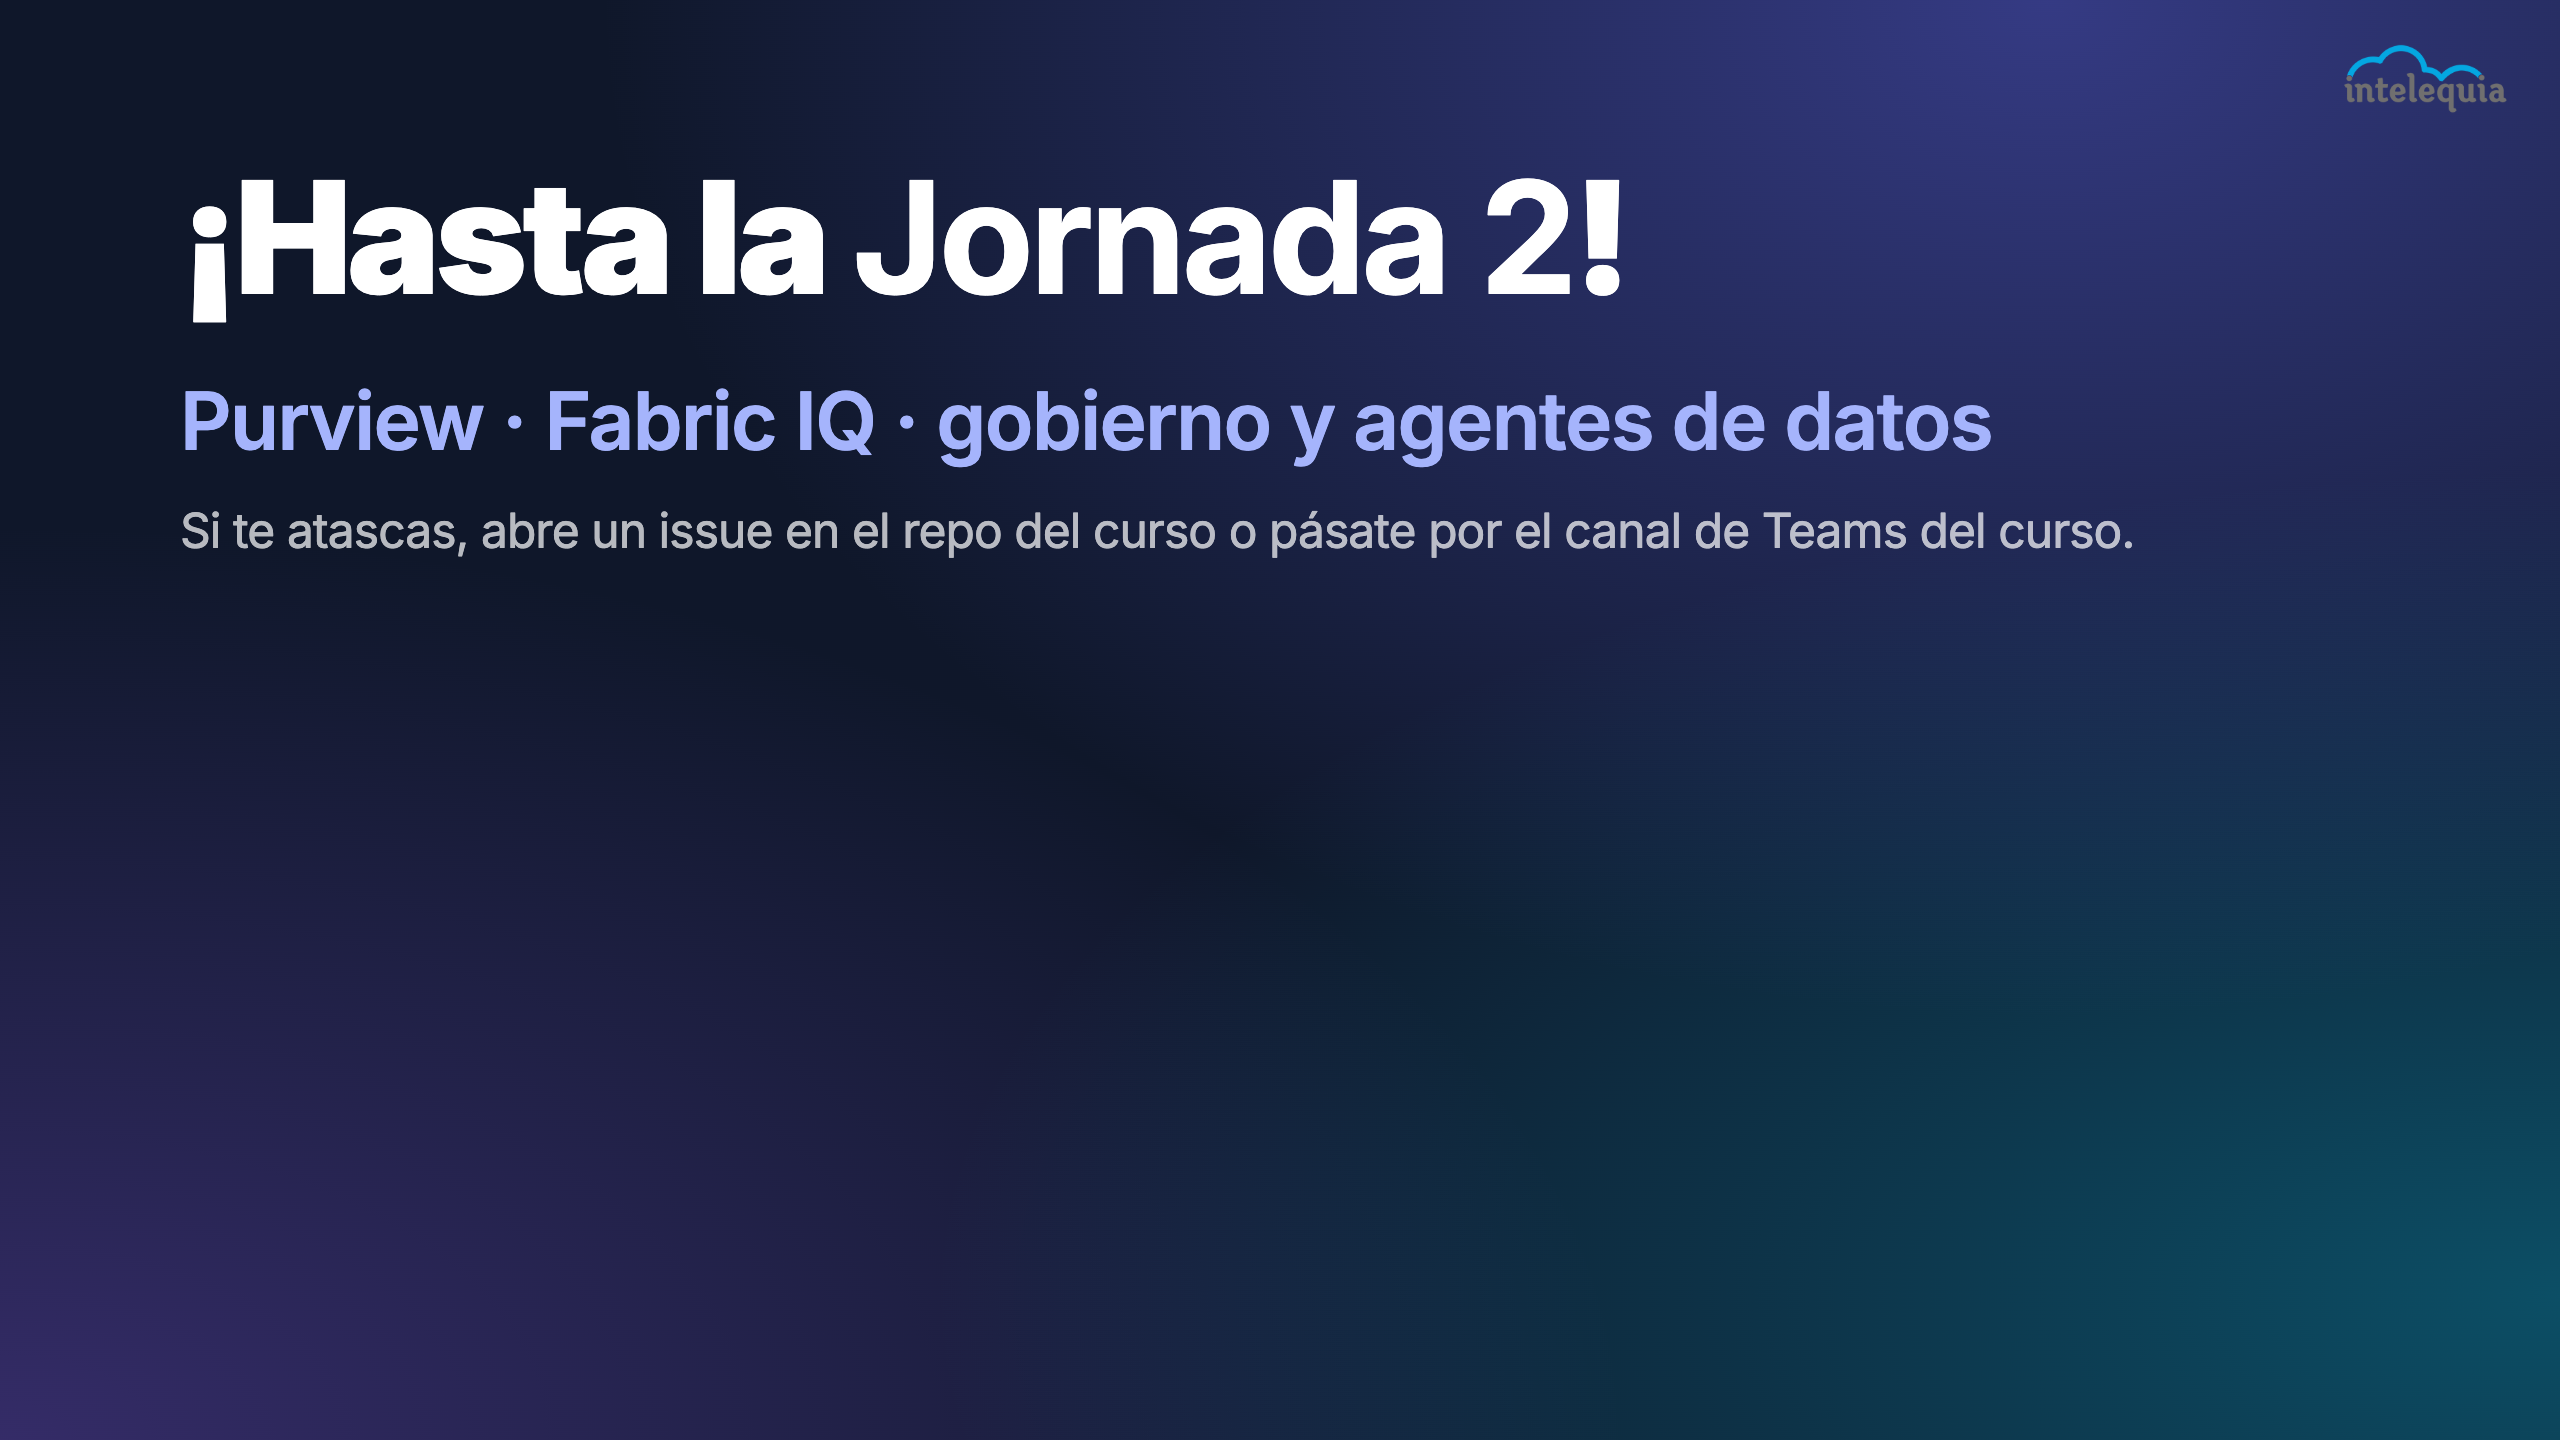 intelequia
¡Hasta la Jornada 2!
Purview · Fabric IQ · gobierno y agentes de datos
Si te atascas, abre un issue en el repo del curso o pásate por el canal de Teams del curso.